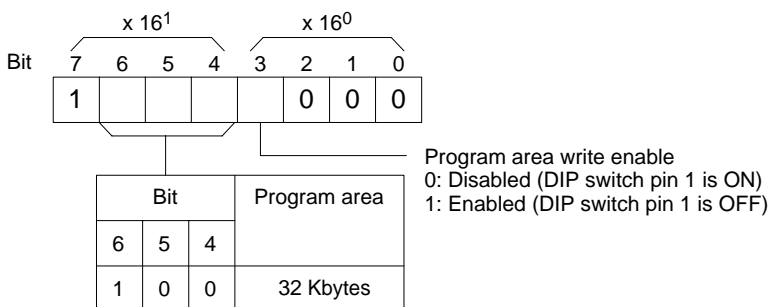 x 16¹ x 16⁰
Bit 7 6 5 4 3 2 1 0
1 0 0 0
Program area write enable
0: Disabled (DIP switch pin 1 is ON)
1: Enabled (DIP switch pin 1 is OFF)
Bit Program area
6 5 4
1 0 0 32 Kbytes